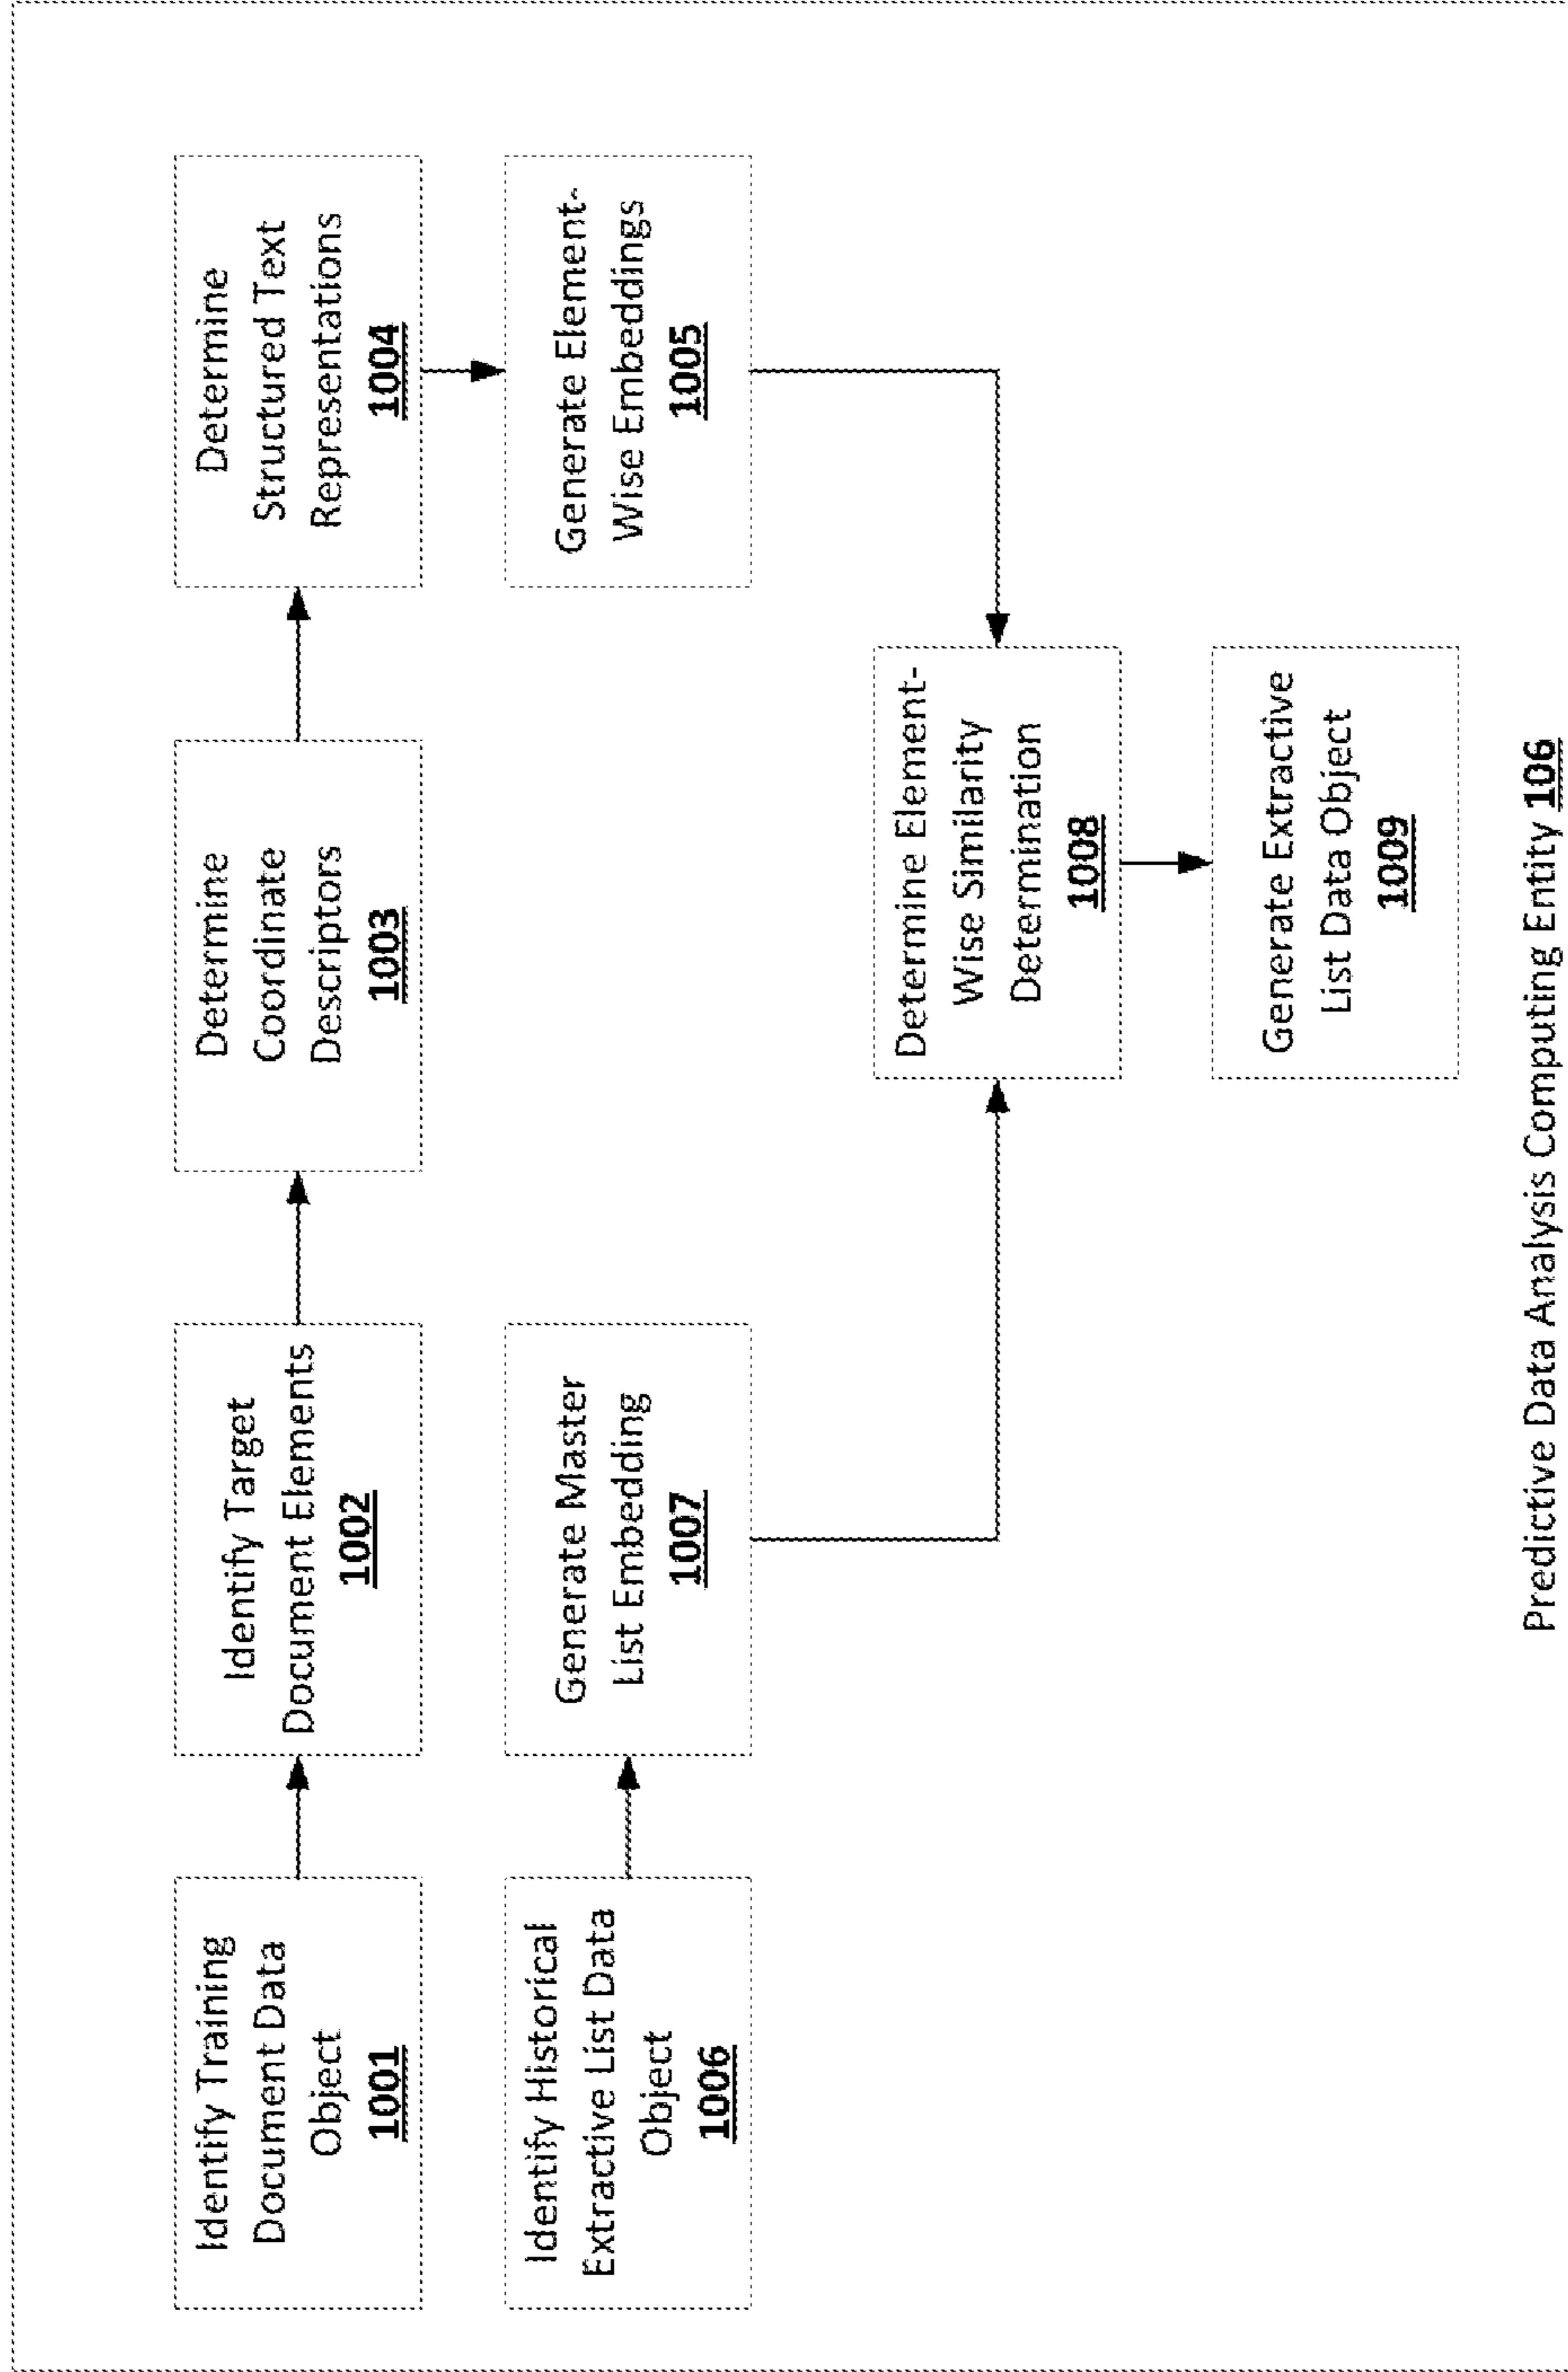 Identify Training
Document Data
Object
1001
Identify Target
Document Elements
1002
Determine
Coordinate
Descriptors
1003
Determine
Structured Text
Representations
1004
Identify Historical
Extractive List Data
Object
1006
Generate Master
List Embedding
1007
Generate Element-
Wise Embeddings
1005
Determine Element-
Wise Similarity
Determination
1008
Generate Extractive
List Data Object
1009
Predictive Data Analysis Computing Entity 106